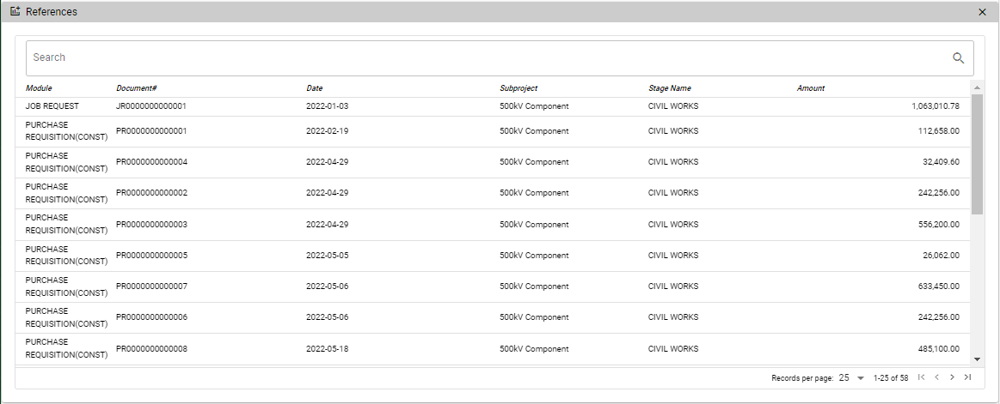 References
Search
Module Document# Date Subproject Stage Name Amount
JOB REQUEST JR0000000000001 2022-01-03 500kV Component CIVIL WORKS 1,063,010.78
PURCHASE
REQUISITION(CONST) PR0000000000001 2022-02-19 500kV Component CIVIL WORKS 112,658.00
PURCHASE
REQUISITION(CONST) PR0000000000004 2022-04-29 500kV Component CIVIL WORKS 32,409.60
PURCHASE
REQUISITION(CONST) PR0000000000002 2022-04-29 500kV Component CIVIL WORKS 242,256.00
PURCHASE
REQUISITION(CONST) PR0000000000003 2022-04-29 500kV Component CIVIL WORKS 556,200.00
PURCHASE
REQUISITION(CONST) PR0000000000005 2022-05-05 500kV Component CIVIL WORKS 26,062.00
PURCHASE
REQUISITION(CONST) PR0000000000007 2022-05-06 500kV Component CIVIL WORKS 633,450.00
PURCHASE
REQUISITION(CONST) PR0000000000006 2022-05-06 500kV Component CIVIL WORKS 242,256.00
PURCHASE
REQUISITION(CONST) PR0000000000008 2022-05-18 500kV Component CIVIL WORKS 485,100.00
Records per page: 25 1-25 of 58